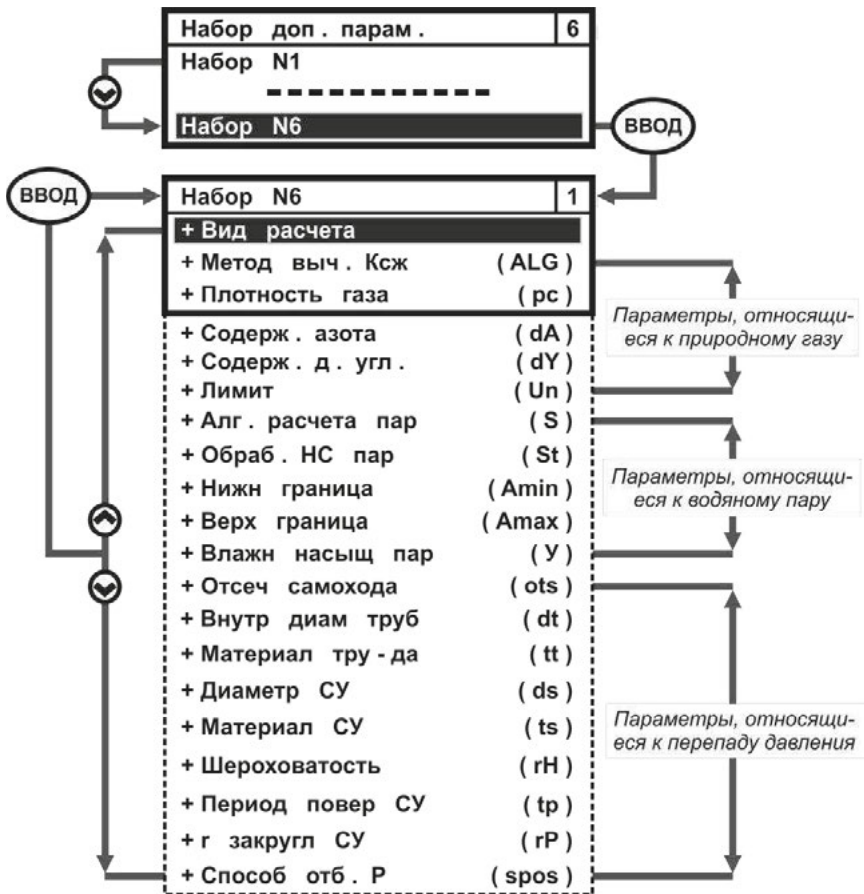 Набор доп. парам. 6
Набор N1
-----------
Набор N6
ВВОД
ВВОД
Набор N6 1
+ Вид расчета
+ Метод выч. Ксж (ALG)
+ Плотность газа (pc)
Параметры, относящи-
еся к природному газу
+ Содерж. азота (dA)
+ Содерж. д. угл. (dY)
+ Лимит (Un)
+ Алг. расчета пар (S)
+ Обраб. НС пар (St)
Параметры, относящи-
еся к водяному пару
+ Нижн граница (Amin)
+ Верх граница (Amax)
+ Влажн насыщ пар (У)
+ Отсеч самохода (ots)
+ Внутр диам труб (dt)
+ Материал тру-да (tt)
+ Диаметр СУ (ds)
+ Материал СУ (ts)
Параметры, относящи-
еся к перепаду давления
+ Шероховатость (rH)
+ Период повер СУ (tp)
+ r закругл СУ (rP)
+ Способ отб. Р (spos)